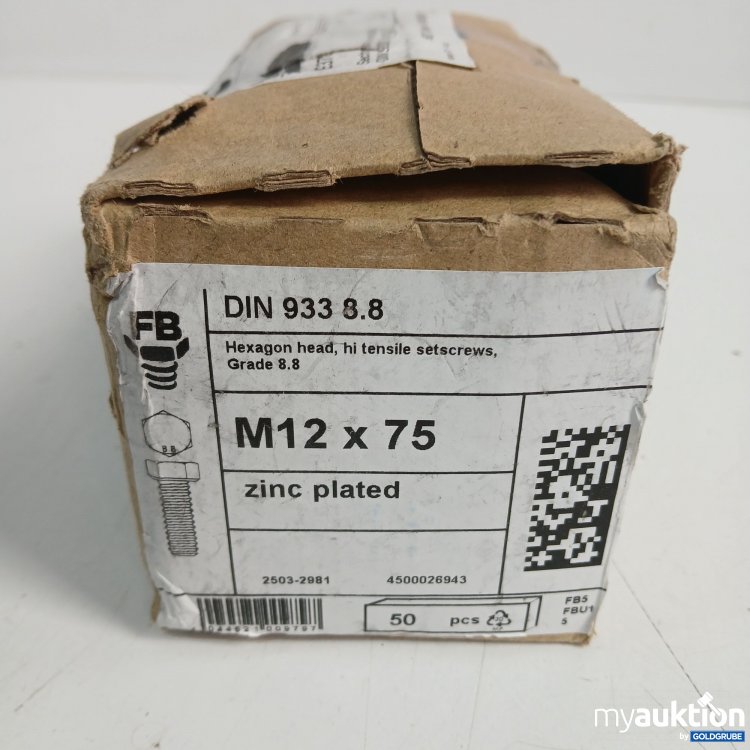 FB
DIN 933 8.8
Hexagon head, hi tensile setscrews,
Grade 8.8
M12 x 75
zinc plated
2503-2981 4500026943
50 pcs
FB5
FBU1
5
myauktion
by GOLDGRUBE